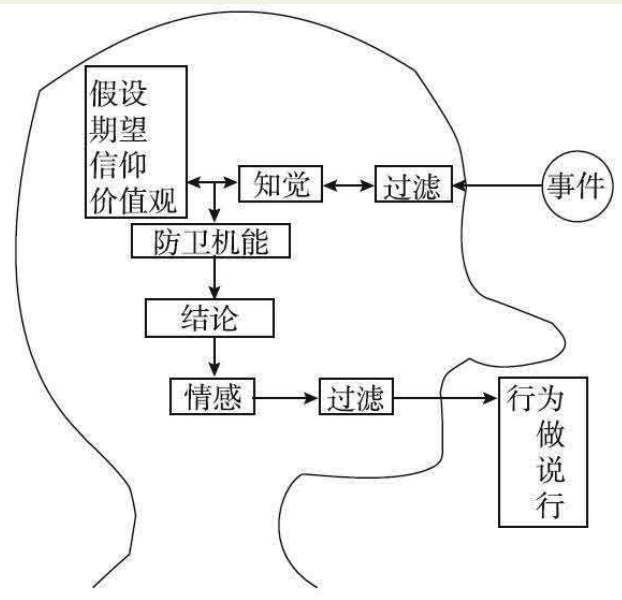 假设
期望
信仰
价值观
知觉
过滤
事件
防卫机能
结论
情感
过滤
行为
做
说
行